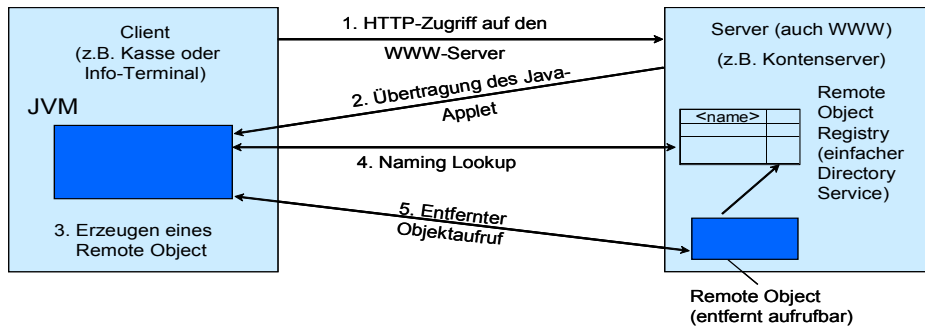 Client
(z.B. Kasse oder
Info-Terminal)
JVM
3. Erzeugen eines
Remote Object
1. HTTP-Zugriff auf den
WWW-Server
2. Übertragung des Java-
Applet
4. Naming Lookup
5. Entfernter
Objektaufruf
Server (auch WWW)
(z.B. Kontenserver)
<name>
Remote
Object
Registry
(einfacher
Directory
Service)
Remote Object
(entfernt aufrufbar)